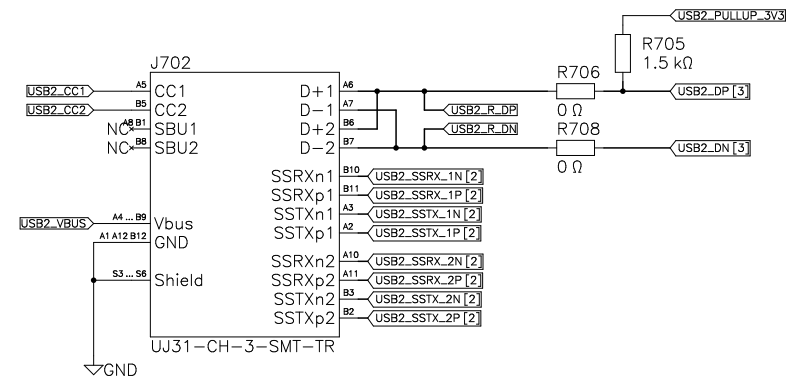 USB2_PULLUP_3V3
J702
R705
1.5 kΩ
R706
USB2_CC1 A5 CC1 D+1 A6 USB2_DP [3]
0 Ω
USB2_CC2 B5 CC2 D-1 A7 USB2_R_DP
NC A8 B1 SBU1 D+2 B6 USB2_R_DN
R708
NC B8 SBU2 D-2 B7 USB2_DN [3]
0 Ω
SSRXn1 B10 USB2_SSRX_1N [2]
SSRXp1 B11 USB2_SSRX_1P [2]
SSTXn1 A3 USB2_SSTX_1N [2]
USB2_VBUS A4 ... B9 Vbus
SSTXp1 A2 USB2_SSTX_1P [2]
A1 A12 B12 GND
SSRXn2 A10 USB2_SSRX_2N [2]
S3 ... S6 Shield SSRXp2 A11 USB2_SSRX_2P [2]
SSTXn2 B3 USB2_SSTX_2N [2]
SSTXp2 B2 USB2_SSTX_2P [2]
UJ31-CH-3-SMT-TR
GND